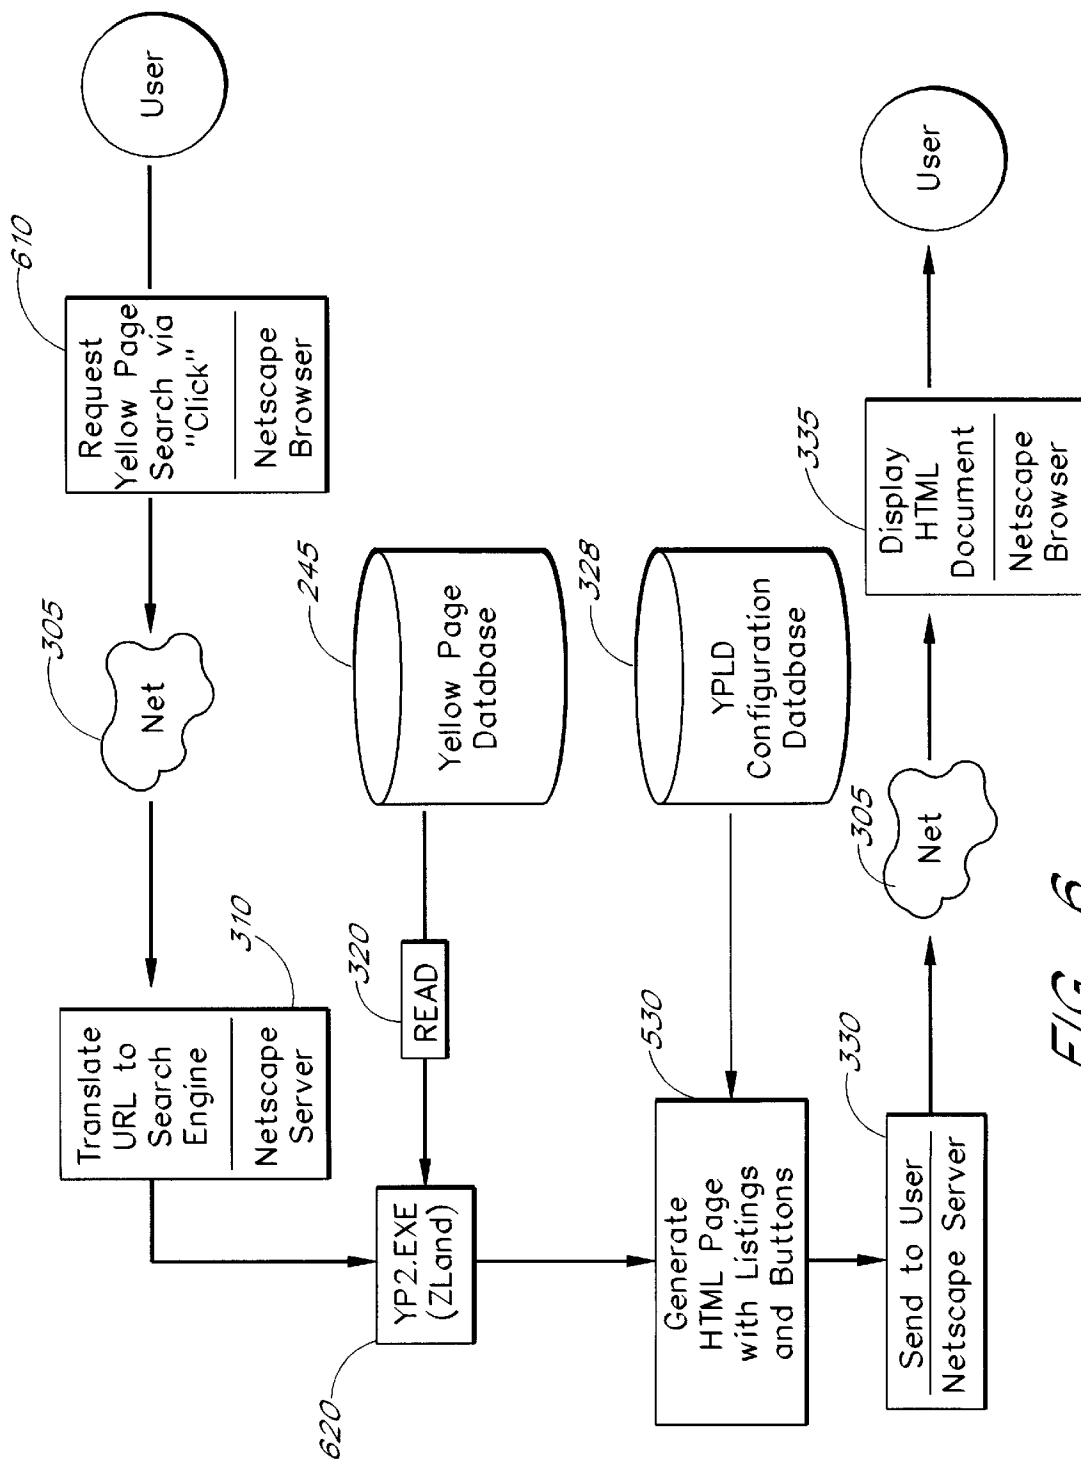 Translate
URL to
Search
Engine
Netscape
Server
310
Net
305
Request
Yellow Page
Search via
"Click"
Netscape
Browser
610
User
620
YP2.EXE
(ZLand)
320
READ
245
Yellow Page
Database
Generate
HTML Page
with Listings
and Buttons
530
328
YPLD
Configuration
Database
330
Send to User
Netscape Server
305
Net
335
Display
HTML
Document
Netscape
Browser
User
FIG. 6